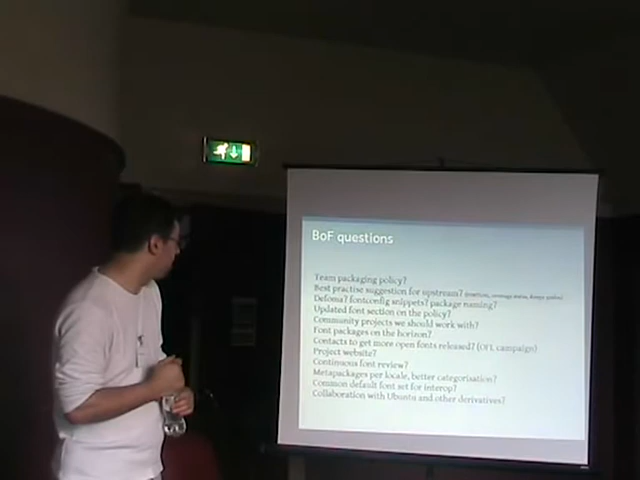 BoF questions
Team packaging policy?
Best practise suggestion for upstream?
Defoma? fontconfig snippets? package naming?
Updated font section on the policy?
Community projects we should work with?
Font packages on the horizon?
Contacts to get more open fonts released? (OFL campaign)
Project website?
Continuous font review?
Metapackages per locale, better categorisation?
Common default font set for interop?
Collaboration with Ubuntu and other derivatives?